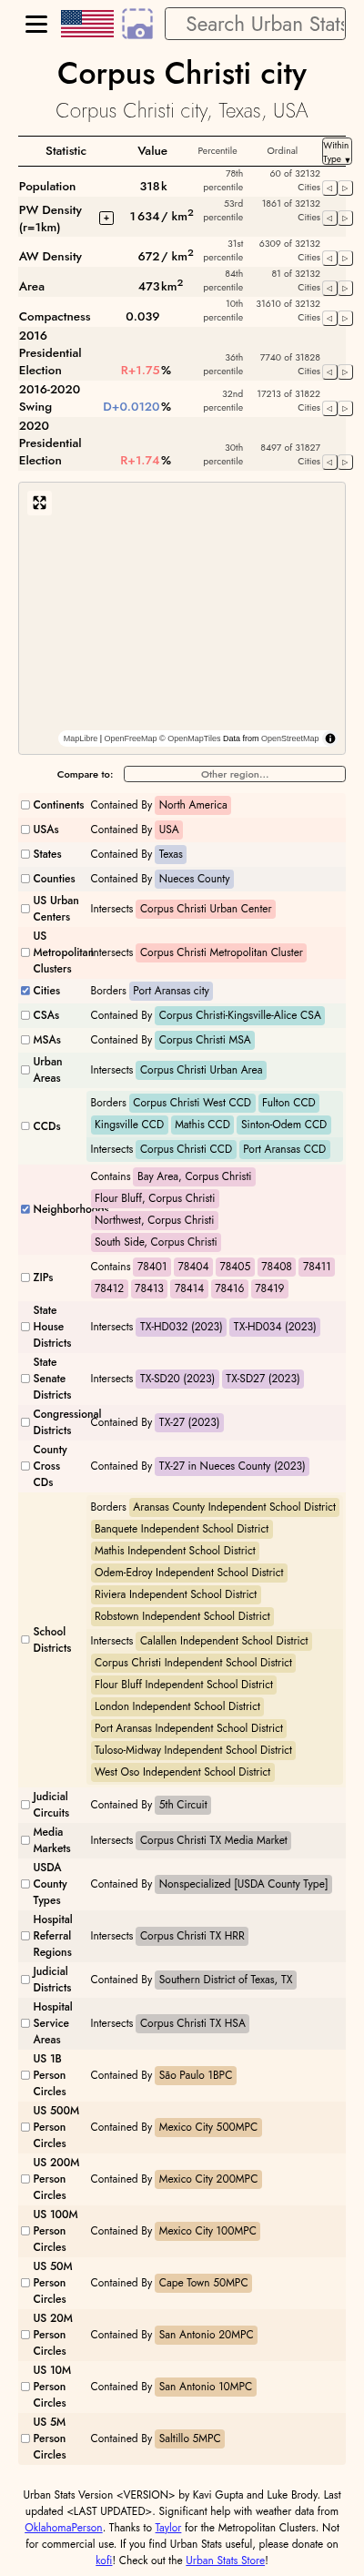 Search Urban Stats
Corpus Christi city
Corpus Christi city, Texas, USA
Statistic Value Percentile Ordinal Within Type ▼
Population 318k 78th percentile 60 of 32132 Cities
PW Density (r=1km) + 1 634 / km2 53rd percentile 1861 of 32132 Cities
AW Density 672 / km2 31st percentile 6309 of 32132 Cities
Area 473km2 84th percentile 81 of 32132 Cities
Compactness 0.039 10th percentile 31610 of 32132 Cities
2016 Presidential Election R+1.75% 36th percentile 7740 of 31828 Cities
2016-2020 Swing D+0.0120% 32nd percentile 17213 of 31822 Cities
2020 Presidential Election R+1.74% 30th percentile 8497 of 31827 Cities
MapLibre | OpenFreeMap © OpenMapTiles Data from OpenStreetMap
Compare to: Other region...
Continents Contained By North America
USAs Contained By USA
States Contained By Texas
Counties Contained By Nueces County
US Urban Centers Intersects Corpus Christi Urban Center
US Metropolitan Clusters Intersects Corpus Christi Metropolitan Cluster
Cities Borders Port Aransas city
CSAs Contained By Corpus Christi-Kingsville-Alice CSA
MSAs Contained By Corpus Christi MSA
Urban Areas Intersects Corpus Christi Urban Area
CCDs
Borders Corpus Christi West CCD Fulton CCD
Kingsville CCD Mathis CCD Sinton-Odem CCD
Intersects Corpus Christi CCD Port Aransas CCD
Neighborhoods
Contains Bay Area, Corpus Christi
Flour Bluff, Corpus Christi
Northwest, Corpus Christi
South Side, Corpus Christi
ZIPs
Contains 78401 78404 78405 78408 78411
78412 78413 78414 78416 78419
State House Districts Intersects TX-HD032 (2023) TX-HD034 (2023)
State Senate Districts Intersects TX-SD20 (2023) TX-SD27 (2023)
Congressional Districts Contained By TX-27 (2023)
County Cross CDs Contained By TX-27 in Nueces County (2023)
School Districts
Borders Aransas County Independent School District
Banquete Independent School District
Mathis Independent School District
Odem-Edroy Independent School District
Riviera Independent School District
Robstown Independent School District
Intersects Calallen Independent School District
Corpus Christi Independent School District
Flour Bluff Independent School District
London Independent School District
Port Aransas Independent School District
Tuloso-Midway Independent School District
West Oso Independent School District
Judicial Circuits Contained By 5th Circuit
Media Markets Intersects Corpus Christi TX Media Market
USDA County Types Contained By Nonspecialized [USDA County Type]
Hospital Referral Regions Intersects Corpus Christi TX HRR
Judicial Districts Contained By Southern District of Texas, TX
Hospital Service Areas Intersects Corpus Christi TX HSA
US 1B Person Circles Contained By São Paulo 1BPC
US 500M Person Circles Contained By Mexico City 500MPC
US 200M Person Circles Contained By Mexico City 200MPC
US 100M Person Circles Contained By Mexico City 100MPC
US 50M Person Circles Contained By Cape Town 50MPC
US 20M Person Circles Contained By San Antonio 20MPC
US 10M Person Circles Contained By San Antonio 10MPC
US 5M Person Circles Contained By Saltillo 5MPC
Urban Stats Version <VERSION> by Kavi Gupta and Luke Brody. Last
updated <LAST UPDATED>. Significant help with weather data from
OklahomaPerson. Thanks to Taylor for the Metropolitan Clusters. Not
for commercial use. If you find Urban Stats useful, please donate on
kofi! Check out the Urban Stats Store!